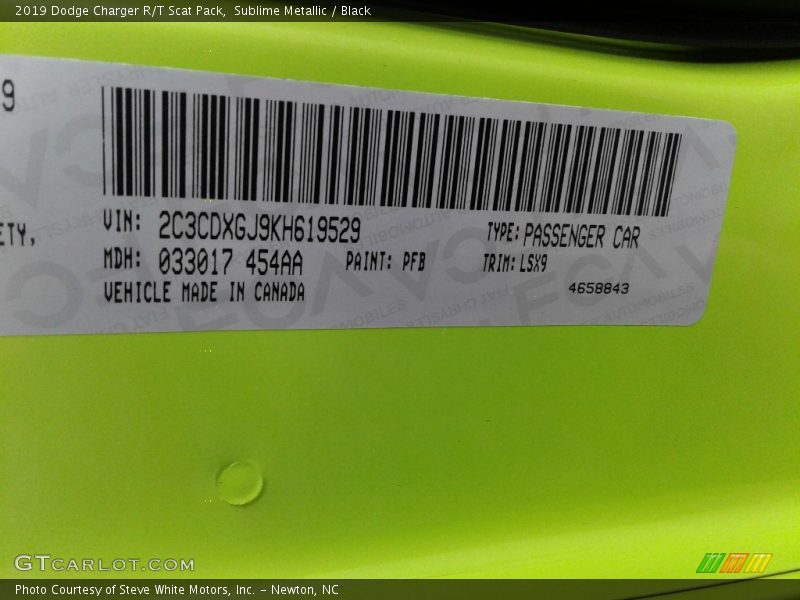 2019 Dodge Charger R/T Scat Pack,  Sublime Metallic / Black
9
ETY,
VIN: 2C3CDXGJ9KH619529
TYPE: PASSENGER CAR
MDH: 033017 454AA
PAINT: PFB
TRIM: LSX9
VEHICLE MADE IN CANADA
4658843
GTCARLOT.COM
Photo Courtesy of Steve White Motors, Inc. – Newton, NC